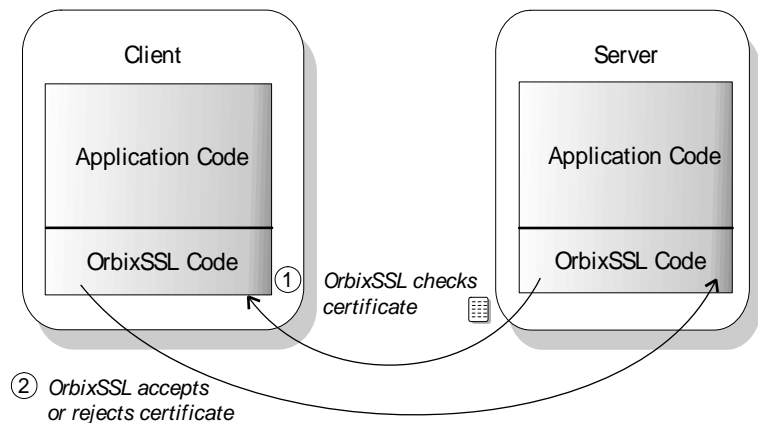 Client
Server
Application Code
Application Code
OrbixSSL Code
OrbixSSL Code
1
OrbixSSL checks
certificate
2 OrbixSSL accepts
or rejects certificate